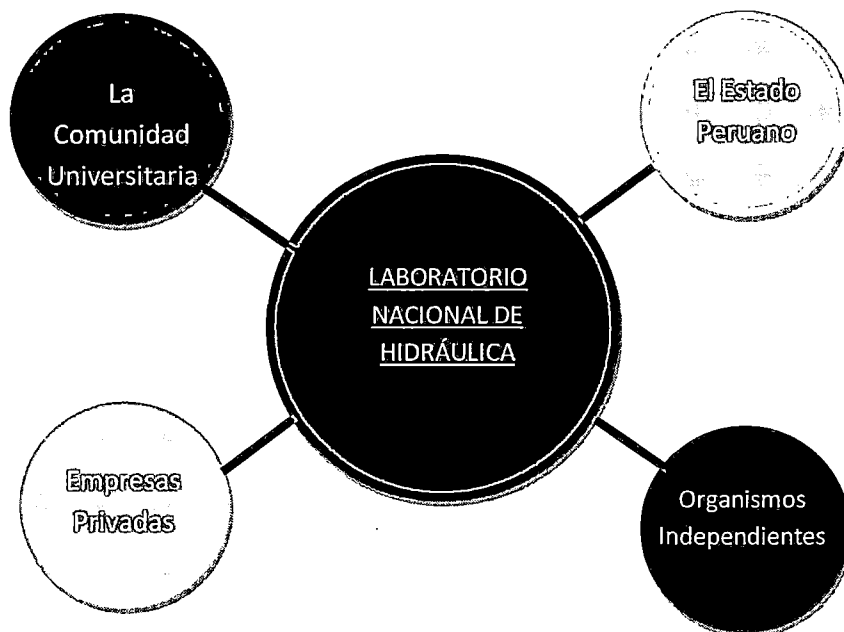 La
Comunidad
Universitaria
El Estado
Peruano
LABORATORIO
NACIONAL DE
HIDRÁULICA
Empresas
Privadas
Organismos
Independientes